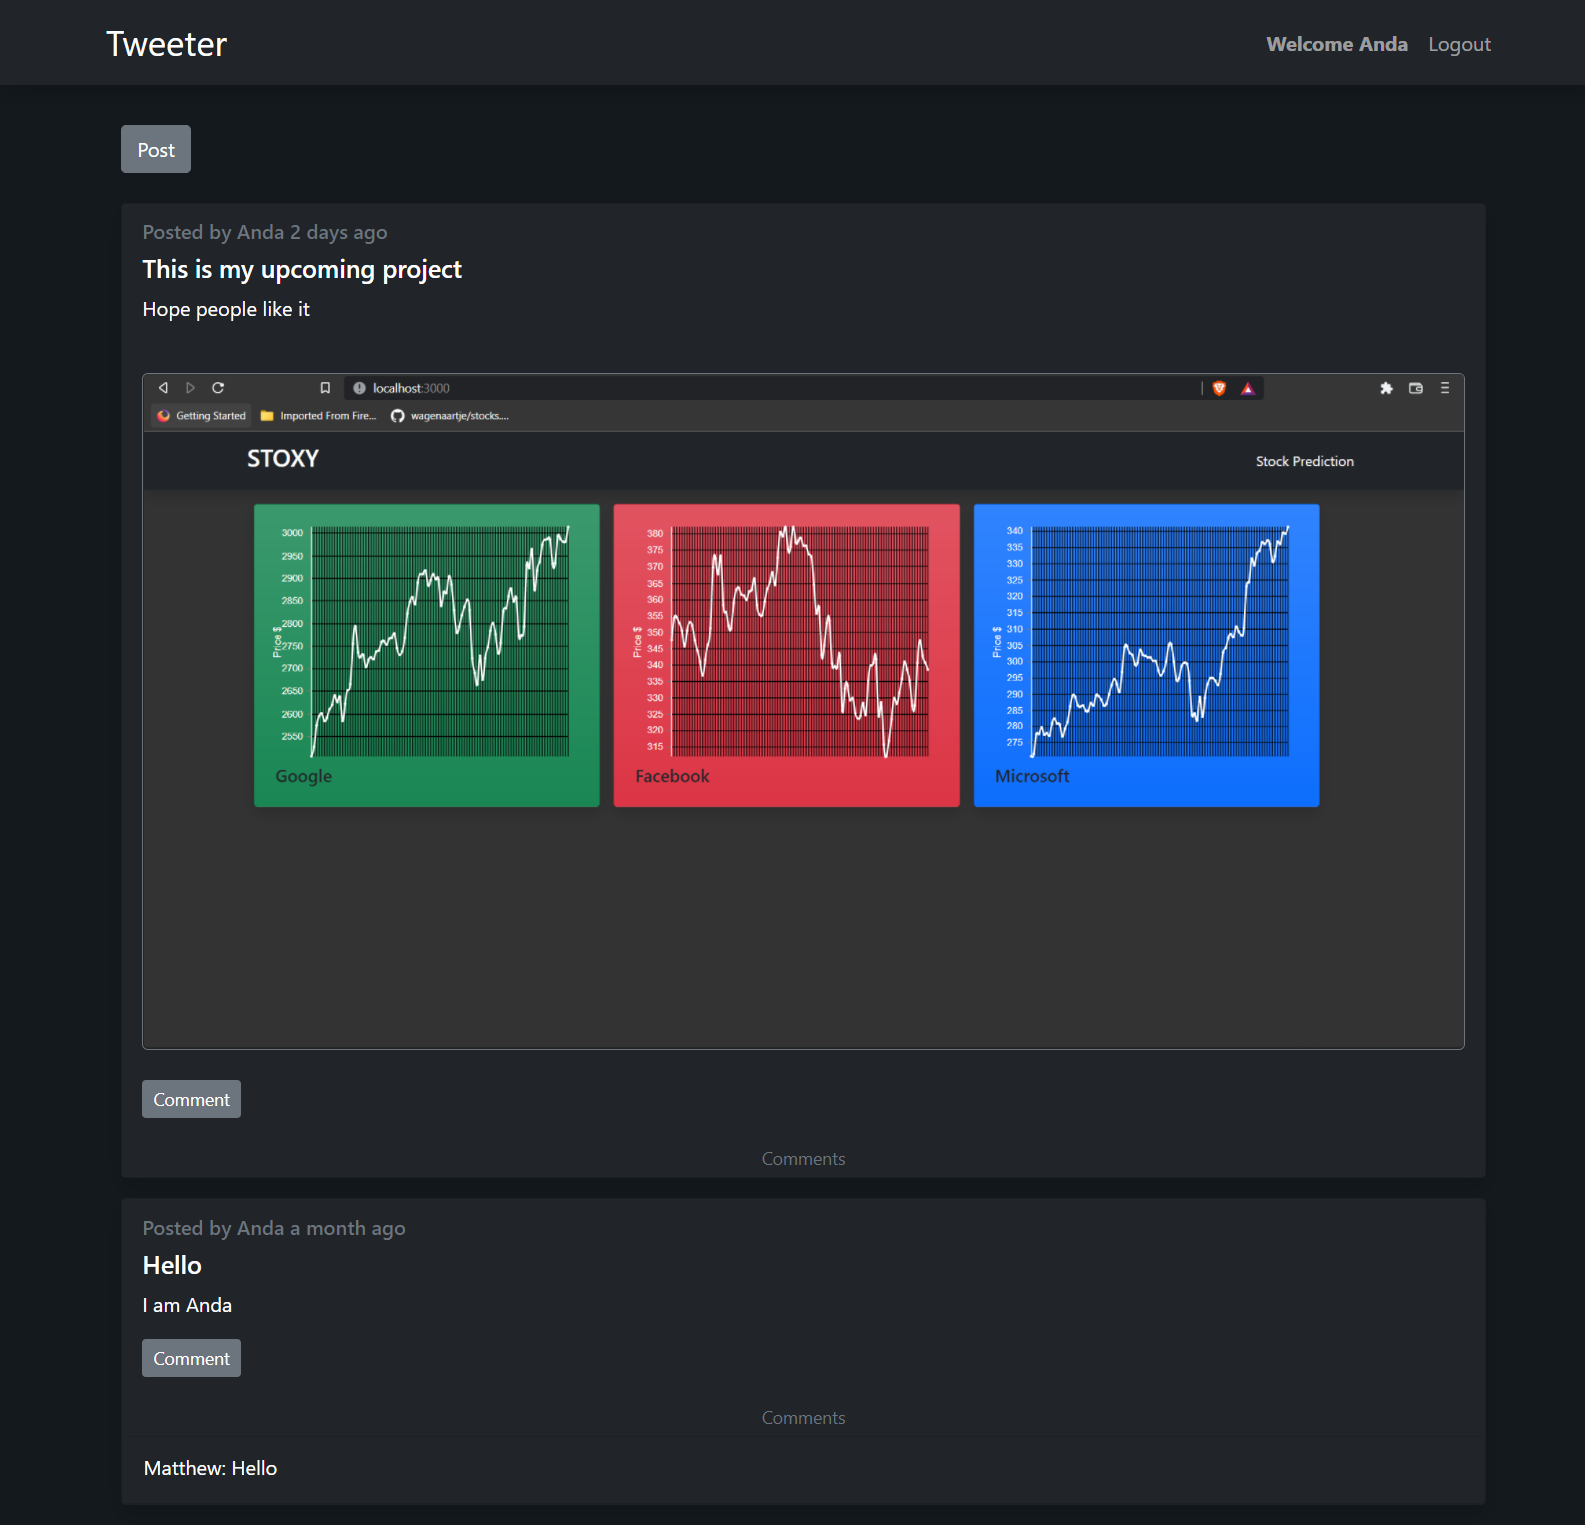 Tweeter
Welcome Anda Logout
Post
Posted by Anda 2 days ago
This is my upcoming project
Hope people like it
localhost:3000
Getting Started Imported From Fire... wagenaartje/stocks....
STOXY
Stock Prediction
3000
2950
2900
2850
2800
2750
2700
2650
2600
2550
Price $
Google
380
375
370
365
360
355
350
345
340
335
330
325
320
315
Price $
Facebook
340
335
330
325
320
315
310
305
300
295
290
285
280
275
Price $
Microsoft
Comment
Comments
Posted by Anda a month ago
Hello
I am Anda
Comment
Comments
Matthew: Hello